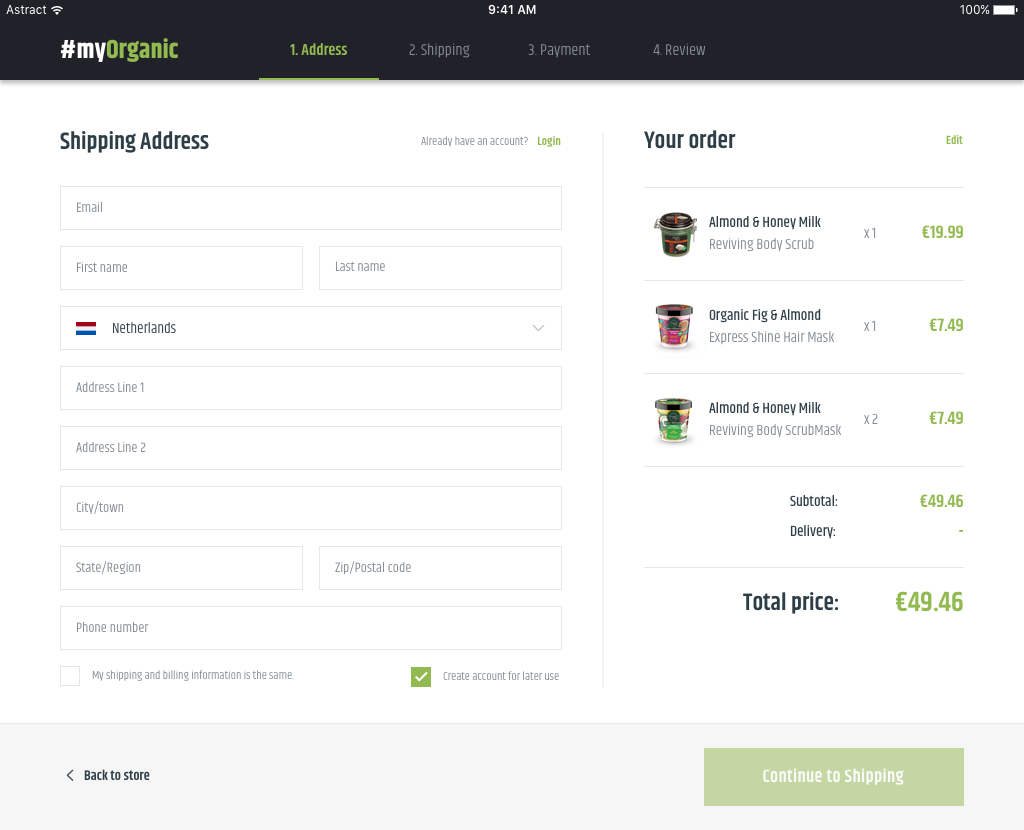 Astract
9:41 AM
100%
#myOrganic
1. Address
2. Shipping
3. Payment
4. Review
Shipping Address
Already have an account? Login
Email
First name
Last name
Netherlands
Address Line 1
Address Line 2
City/town
State/Region
Zip/Postal code
Phone number
My shipping and billing information is the same.
Create account for later use
Your order
Edit
Almond & Honey Milk
Reviving Body Scrub
x 1
€19.99
Organic Fig & Almond
Express Shine Hair Mask
x 1
€7.49
Almond & Honey Milk
Reviving Body ScrubMask
x 2
€7.49
Subtotal:
€49.46
Delivery:
-
Total price:
€49.46
Back to store
Continue to Shipping